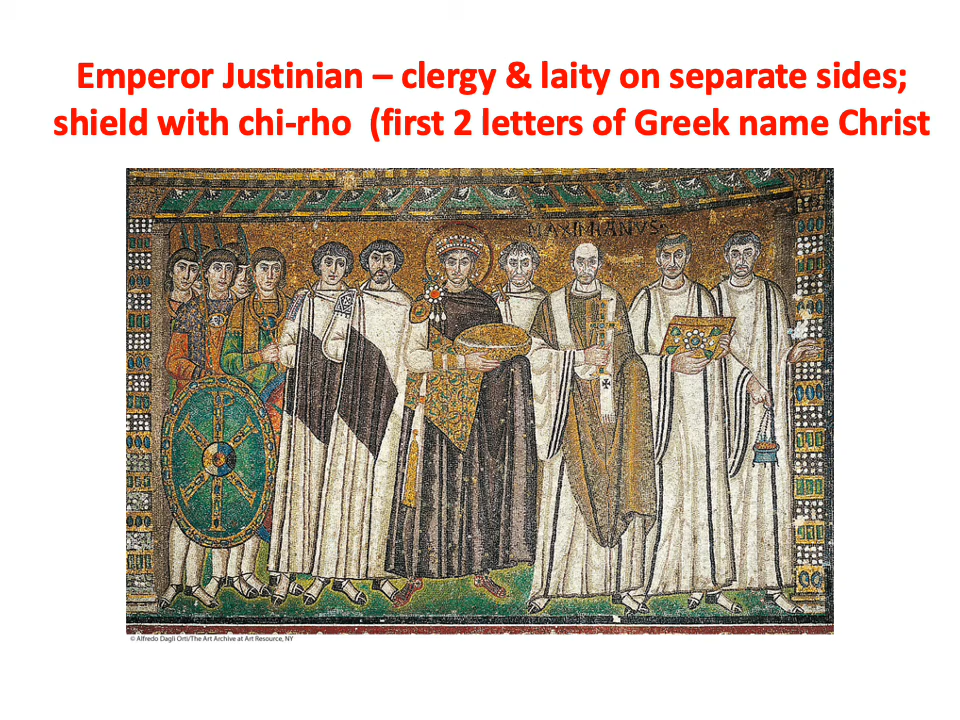 Emperor Justinian – clergy & laity on separate sides;
shield with chi-rho  (first 2 letters of Greek name Christ
MAXIMIANVS
© Alfredo Dagli Orti/The Art Archive at Art Resource, NY